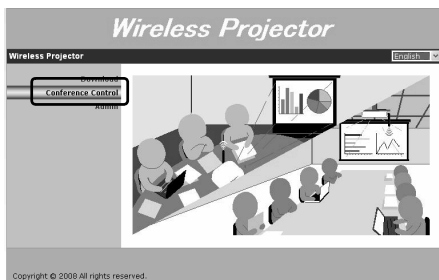 Wireless Projector
Wireless Projector
English
Download
Conference Control
Admin
Copyright © 2008 All rights reserved.